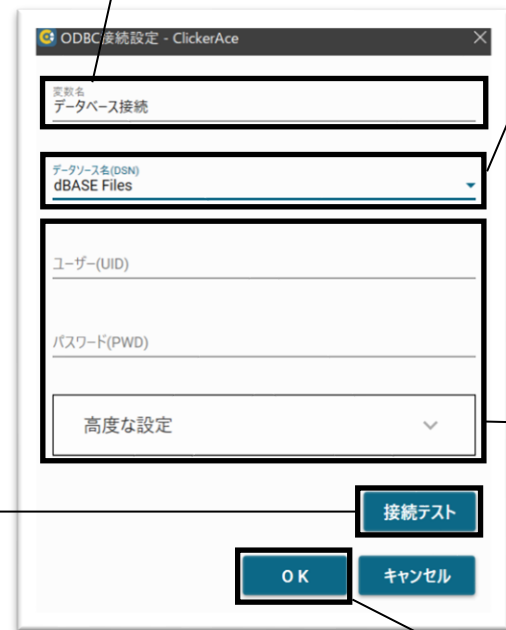 ODBC接続設定 - ClickerAce
変数名
データベース接続
データソース名(DSN)
dBASE Files
ユーザー(UID)
パスワード(PWD)
高度な設定
接続テスト
OK
キャンセル